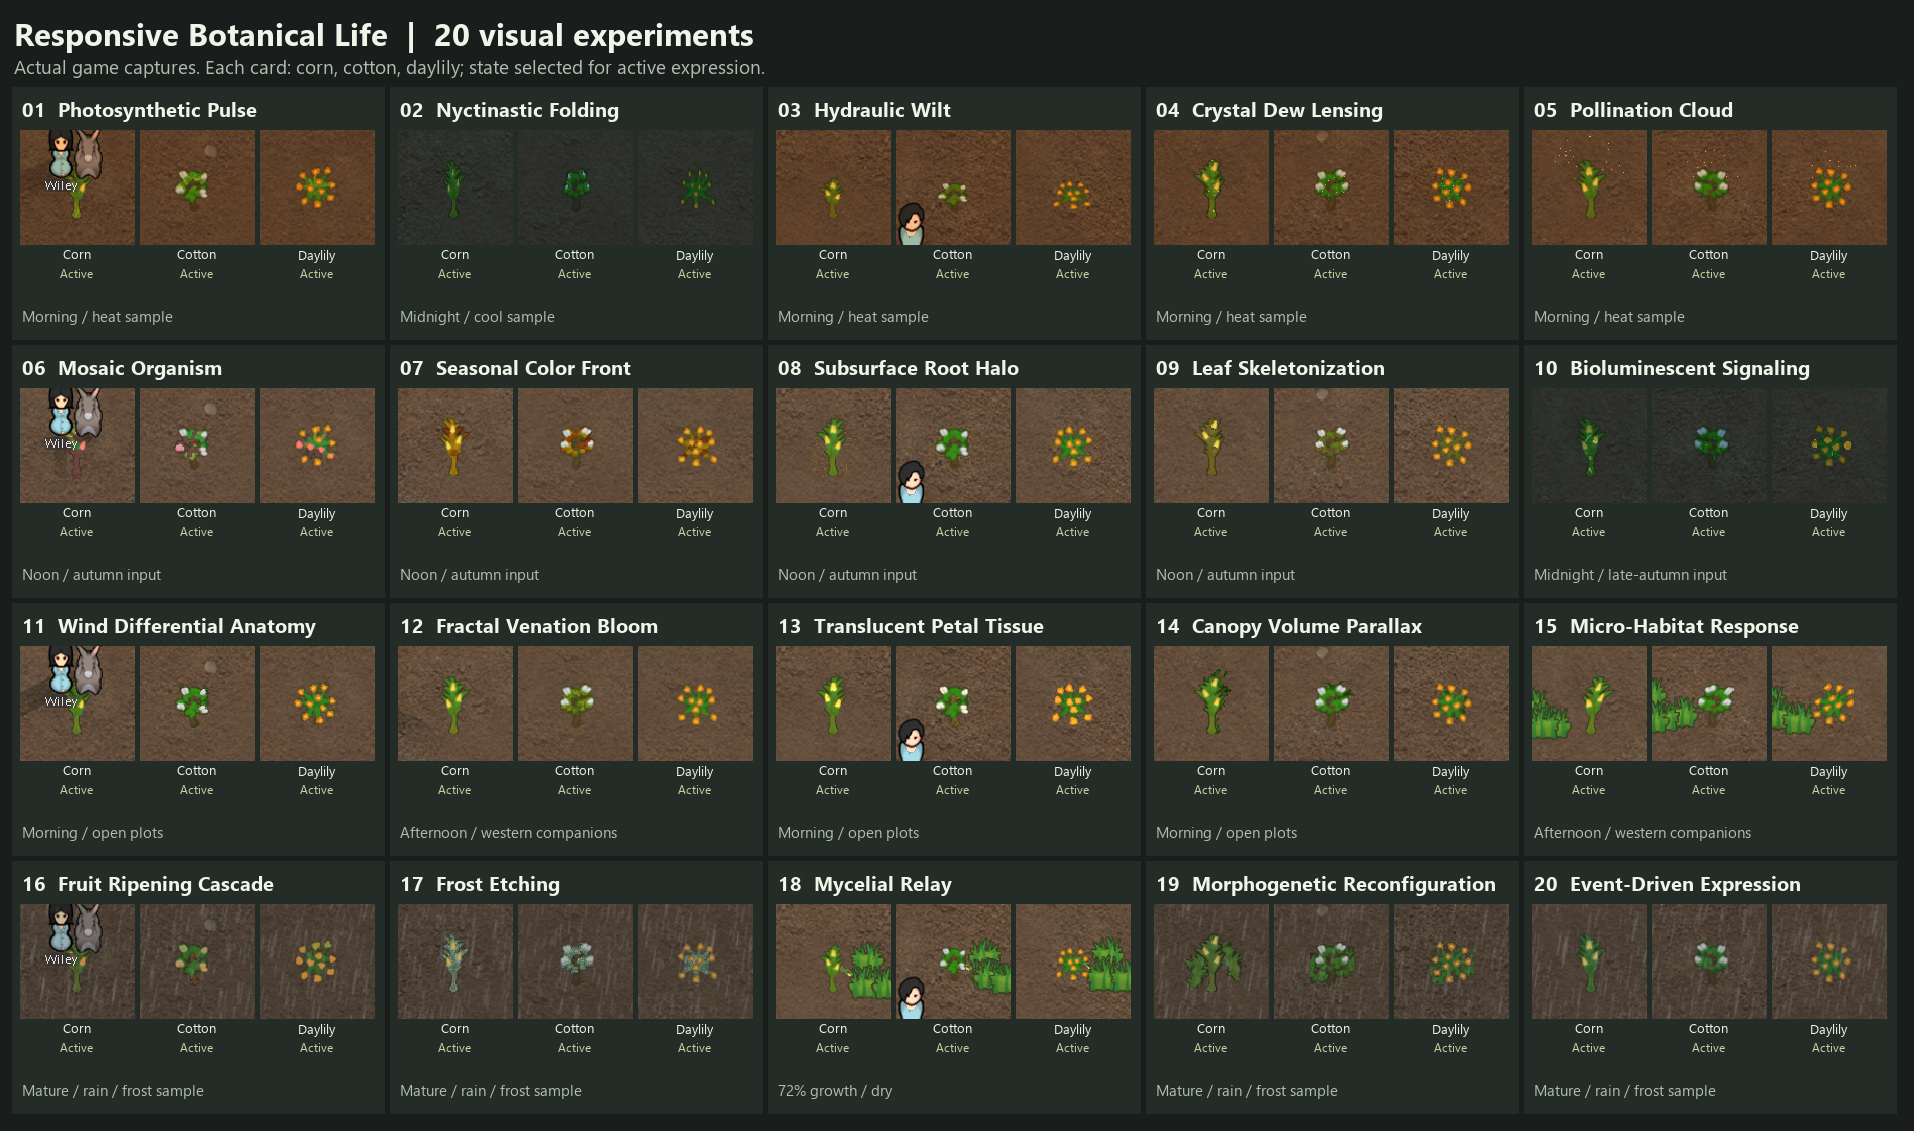 Responsive Botanical Life | 20 visual experiments
Actual game captures. Each card: corn, cotton, daylily; state selected for active expression.
01 Photosynthetic Pulse
Wiley
Corn Cotton Daylily
Active Active Active
Morning / heat sample
02 Nyctinastic Folding
Corn Cotton Daylily
Active Active Active
Midnight / cool sample
03 Hydraulic Wilt
Corn Cotton Daylily
Active Active Active
Morning / heat sample
04 Crystal Dew Lensing
Corn Cotton Daylily
Active Active Active
Morning / heat sample
05 Pollination Cloud
Corn Cotton Daylily
Active Active Active
Morning / heat sample
06 Mosaic Organism
Wiley
Corn Cotton Daylily
Active Active Active
Noon / autumn input
07 Seasonal Color Front
Corn Cotton Daylily
Active Active Active
Noon / autumn input
08 Subsurface Root Halo
Corn Cotton Daylily
Active Active Active
Noon / autumn input
09 Leaf Skeletonization
Corn Cotton Daylily
Active Active Active
Noon / autumn input
10 Bioluminescent Signaling
Corn Cotton Daylily
Active Active Active
Midnight / late-autumn input
11 Wind Differential Anatomy
Wiley
Corn Cotton Daylily
Active Active Active
Morning / open plots
12 Fractal Venation Bloom
Corn Cotton Daylily
Active Active Active
Afternoon / western companions
13 Translucent Petal Tissue
Corn Cotton Daylily
Active Active Active
Morning / open plots
14 Canopy Volume Parallax
Corn Cotton Daylily
Active Active Active
Morning / open plots
15 Micro-Habitat Response
Corn Cotton Daylily
Active Active Active
Afternoon / western companions
16 Fruit Ripening Cascade
Wiley
Corn Cotton Daylily
Active Active Active
Mature / rain / frost sample
17 Frost Etching
Corn Cotton Daylily
Active Active Active
Mature / rain / frost sample
18 Mycelial Relay
Corn Cotton Daylily
Active Active Active
72% growth / dry
19 Morphogenetic Reconfiguration
Corn Cotton Daylily
Active Active Active
Mature / rain / frost sample
20 Event-Driven Expression
Corn Cotton Daylily
Active Active Active
Mature / rain / frost sample